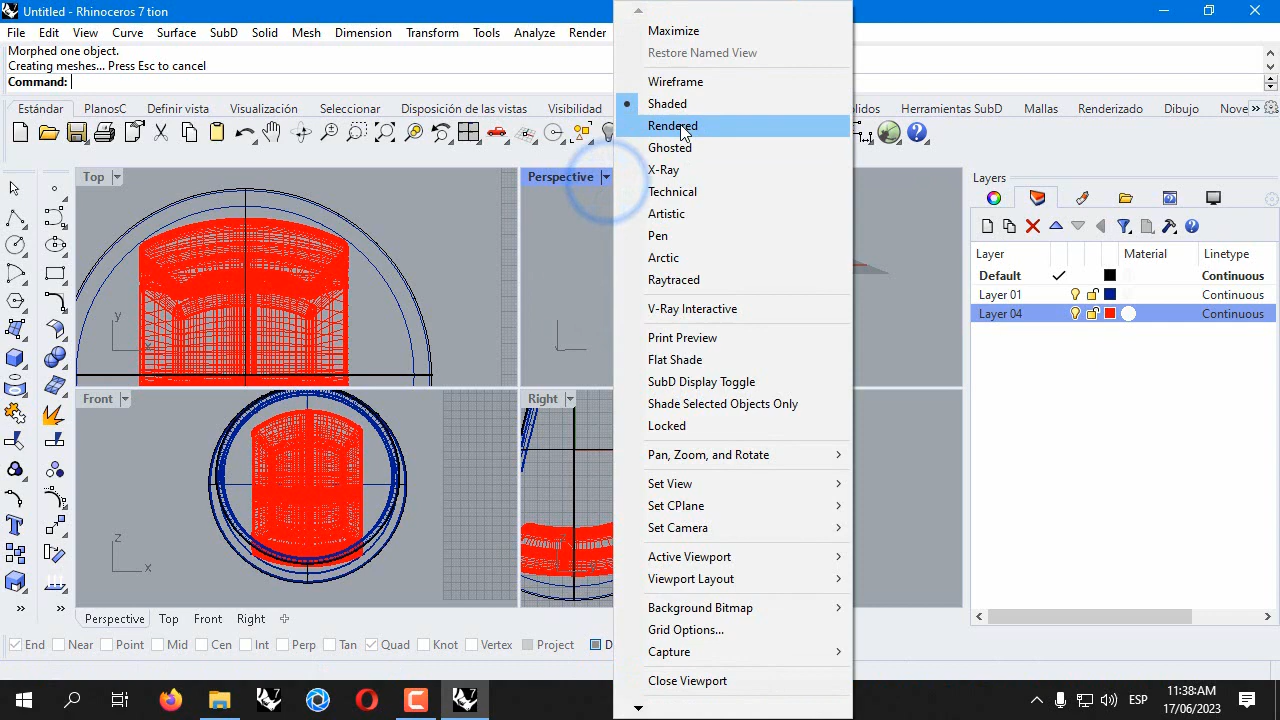 Untitled - Rhinoceros 7 tion
File Edit View Curve Surface SubD Solid Mesh Dimension Transform Tools Analyze Render
Morphed one object.
Creating meshes... Press Esc to cancel
Command:
Estándar PlanosC Definir vista Visualización Seleccionar Disposición de las vistas Visibilidad
Herramientas SubD Mallas Renderizado Dibujo Nove
Maximize
Restore Named View
Wireframe
Shaded
Rendered
Ghosted
X-Ray
Technical
Artistic
Pen
Arctic
Raytraced
V-Ray Interactive
Print Preview
Flat Shade
SubD Display Toggle
Shade Selected Objects Only
Locked
Pan, Zoom, and Rotate
Set View
Set CPlane
Set Camera
Active Viewport
Viewport Layout
Background Bitmap
Grid Options...
Capture
Close Viewport
Top
y
Perspective
Front
z
x
Right
Perspective Top Front Right
End Near Point Mid Cen Int Perp Tan Quad Knot Vertex Project D
Layers
Layer Material Linetype
Default Continuous
Layer 01 Continuous
Layer 04 Continuous
ESP
11:38AM
17/06/2023